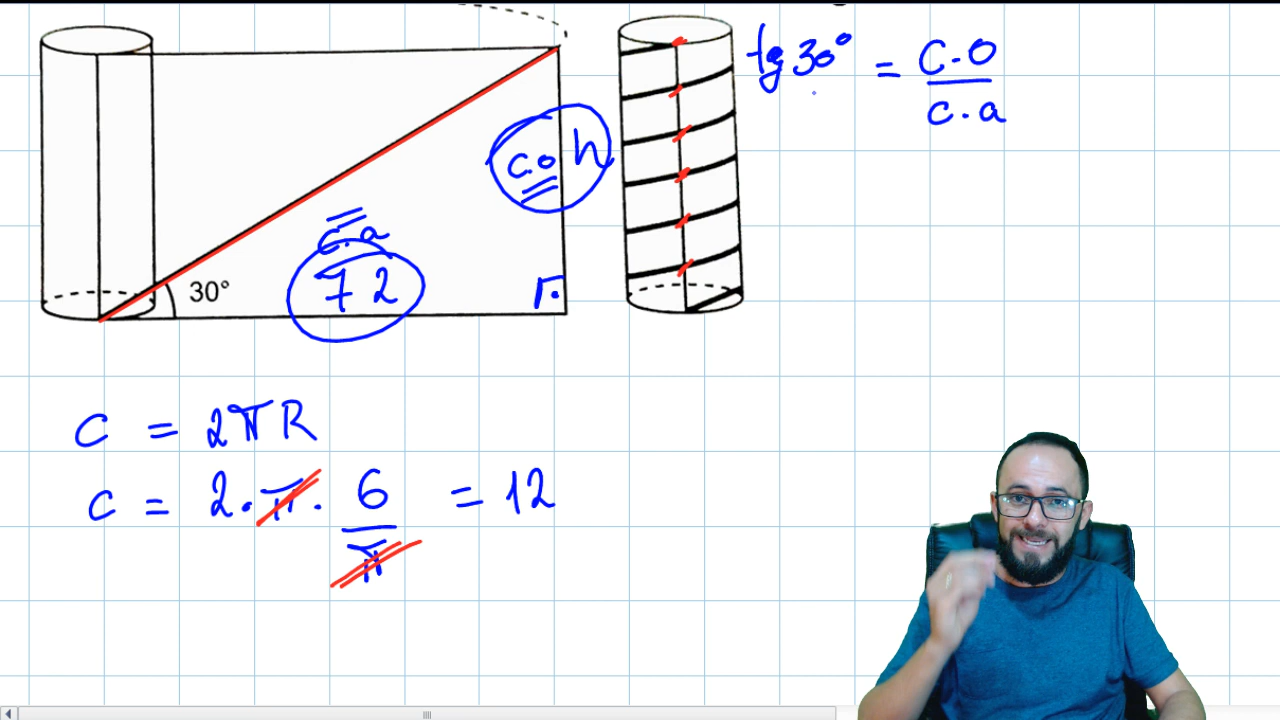 tg 30° = C.O / c.a
c.o h
c.a
72
30°
C = 2πR
C = 2 . π . 6 / π = 12